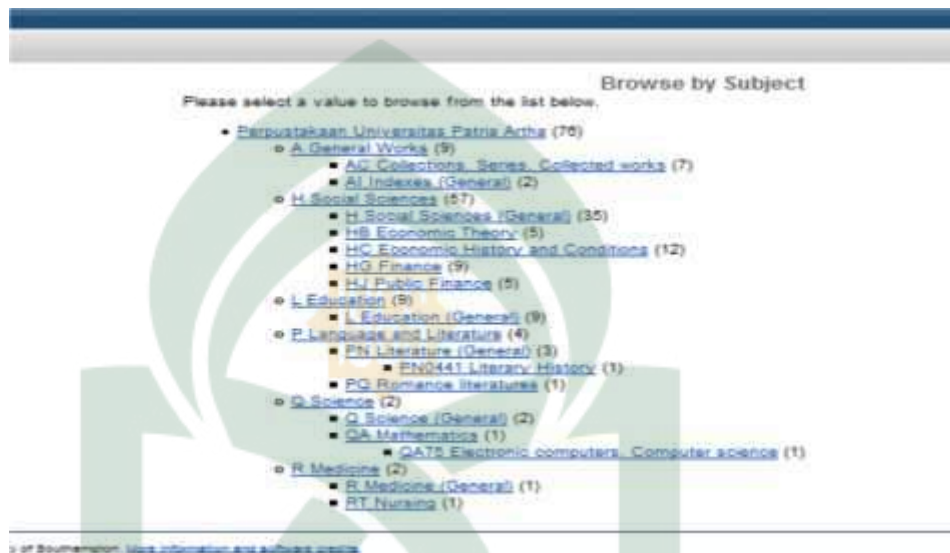 Browse by Subject
Please select a value to browse from the list below.
Perpustakaan Universitas Patria Artha (76)
A General Works (9)
AC Collections. Series. Collected works (7)
AI Indexes (General) (2)
H Social Sciences (57)
H Social Sciences (General) (35)
HB Economic Theory (5)
HC Economic History and Conditions (12)
HG Finance (9)
HJ Public Finance (5)
L Education (9)
L Education (General) (9)
P Language and Literature (4)
PN Literature (General) (3)
PN0441 Literary History (1)
PQ Romance literatures (1)
Q Science (2)
Q Science (General) (2)
QA Mathematics (1)
QA75 Electronic computers. Computer science (1)
R Medicine (2)
R Medicine (General) (1)
RT Nursing (1)
of Southampton. More information and software credits